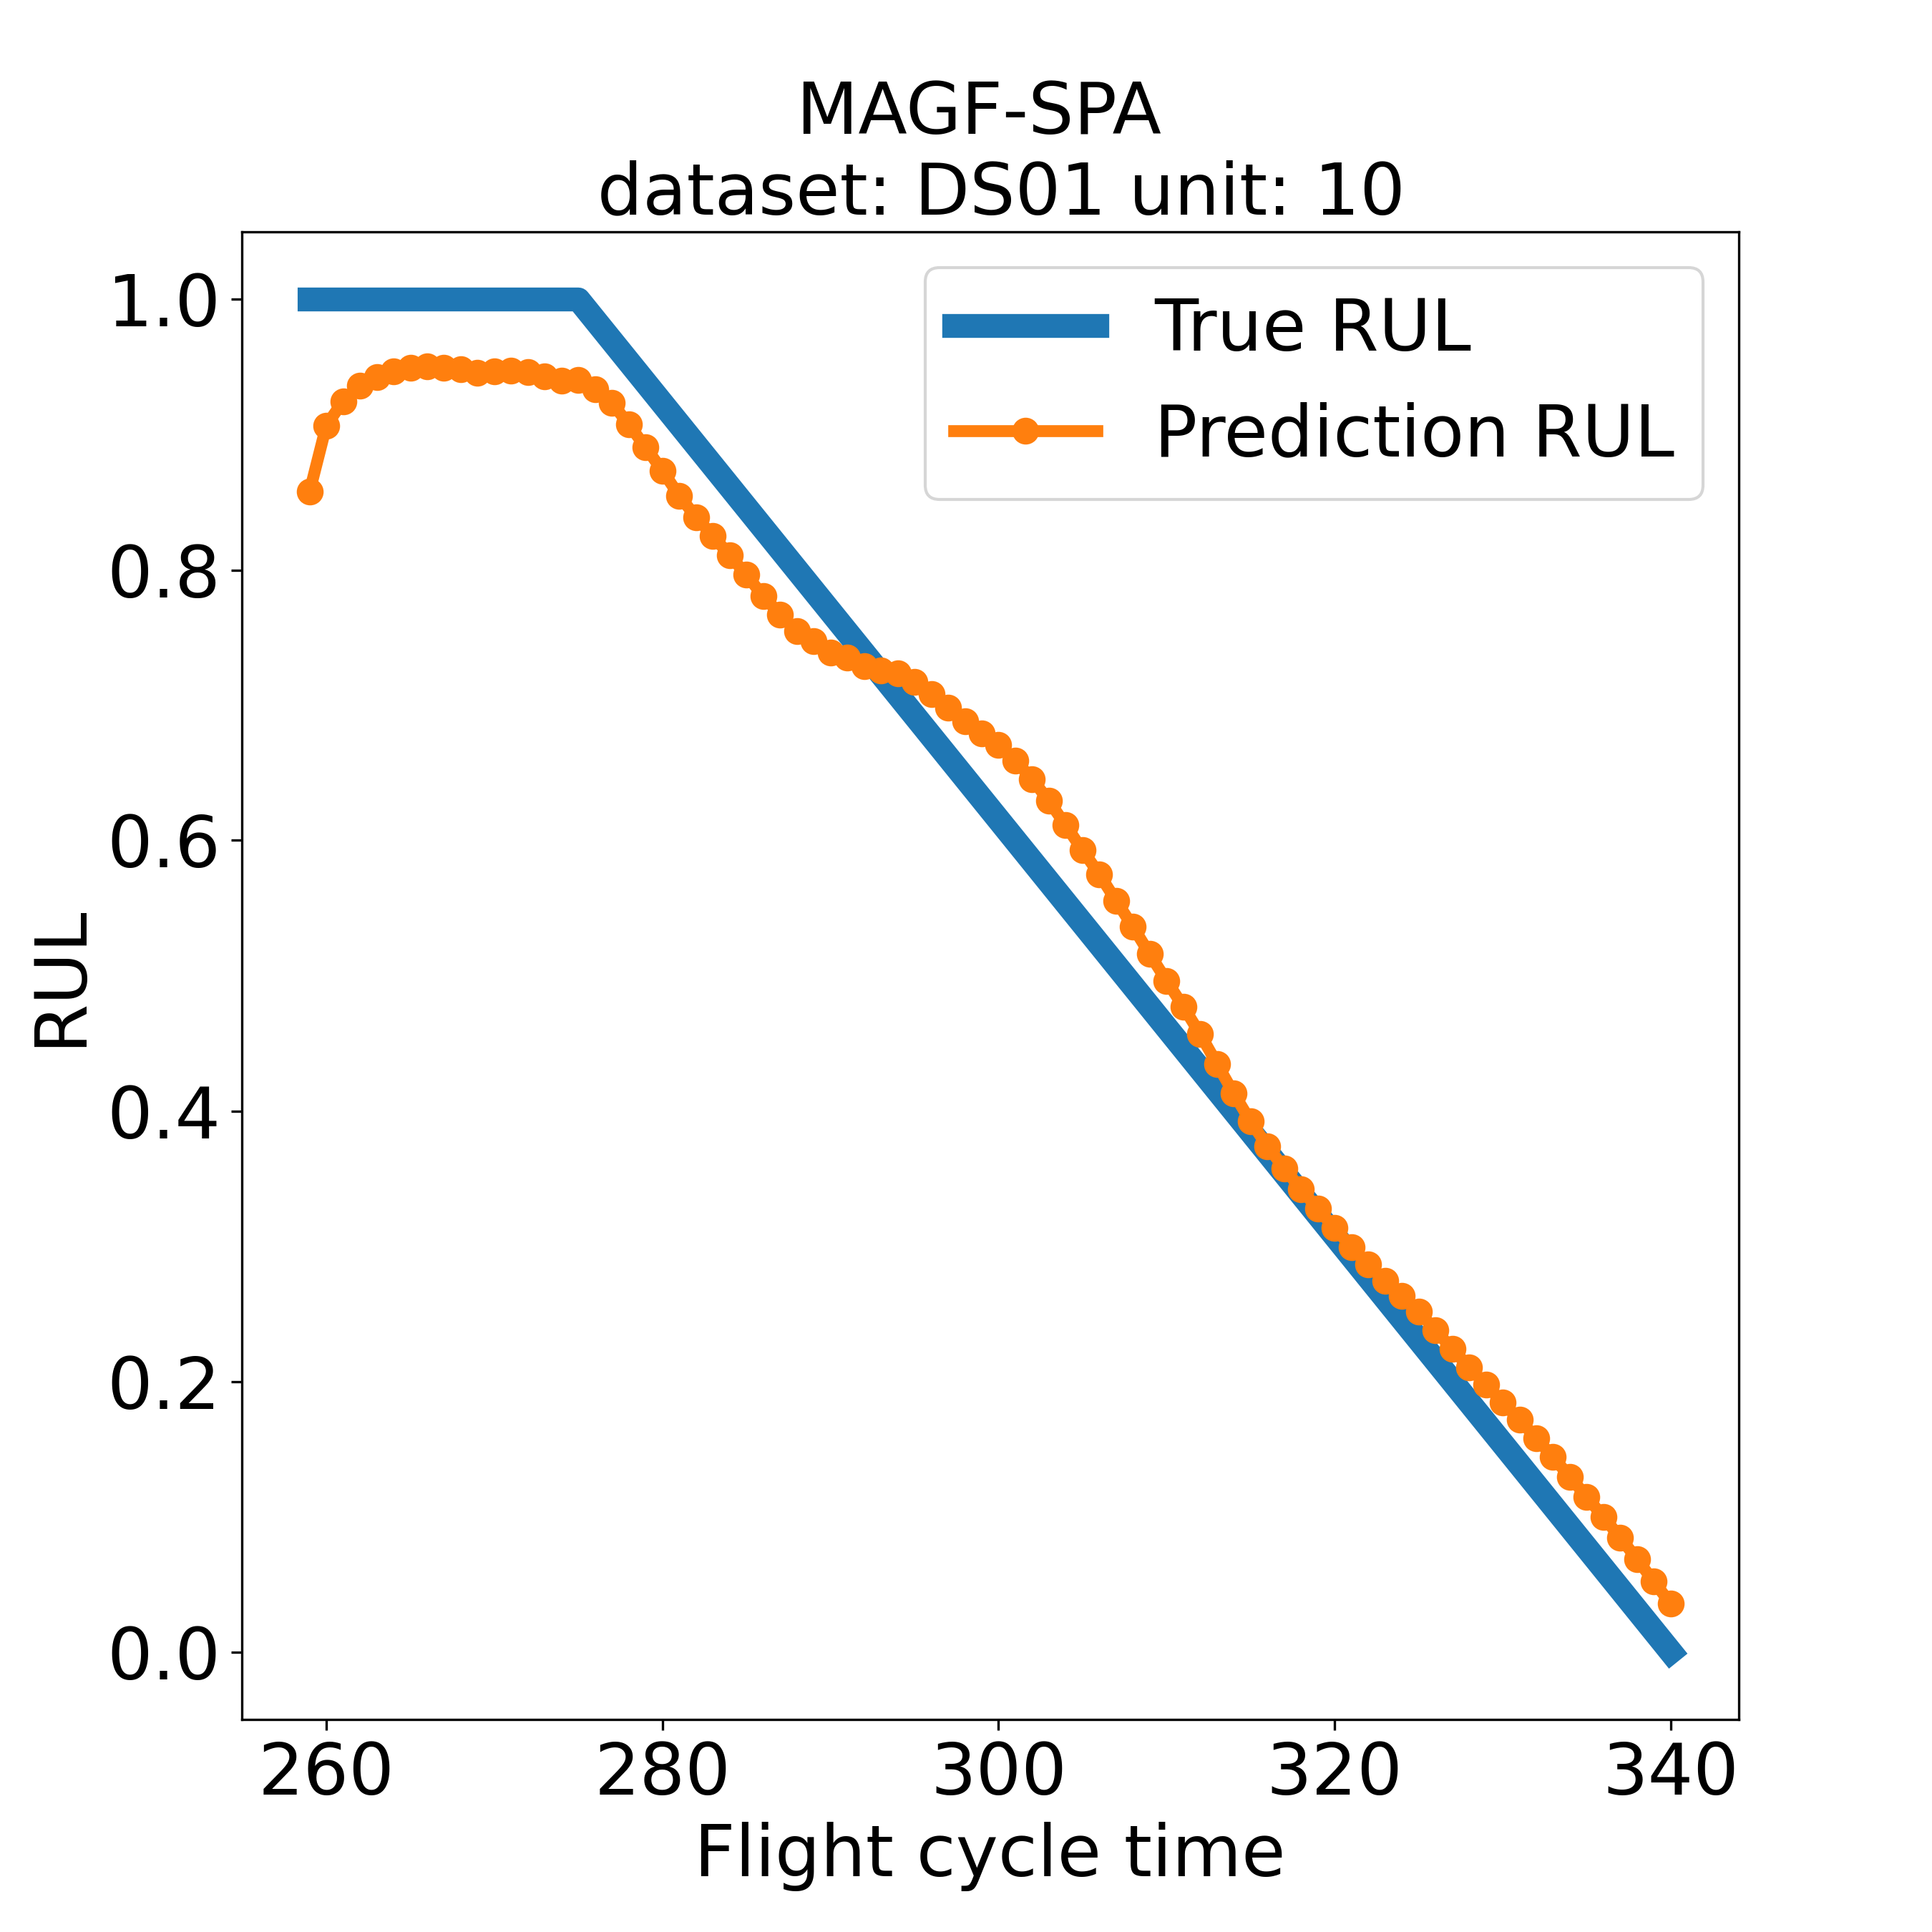 MAGF-SPA
dataset: DS01 unit: 10
True RUL
Prediction RUL
1.0
0.8
0.6
0.4
0.2
0.0
RUL
260 280 300 320 340
Flight cycle time